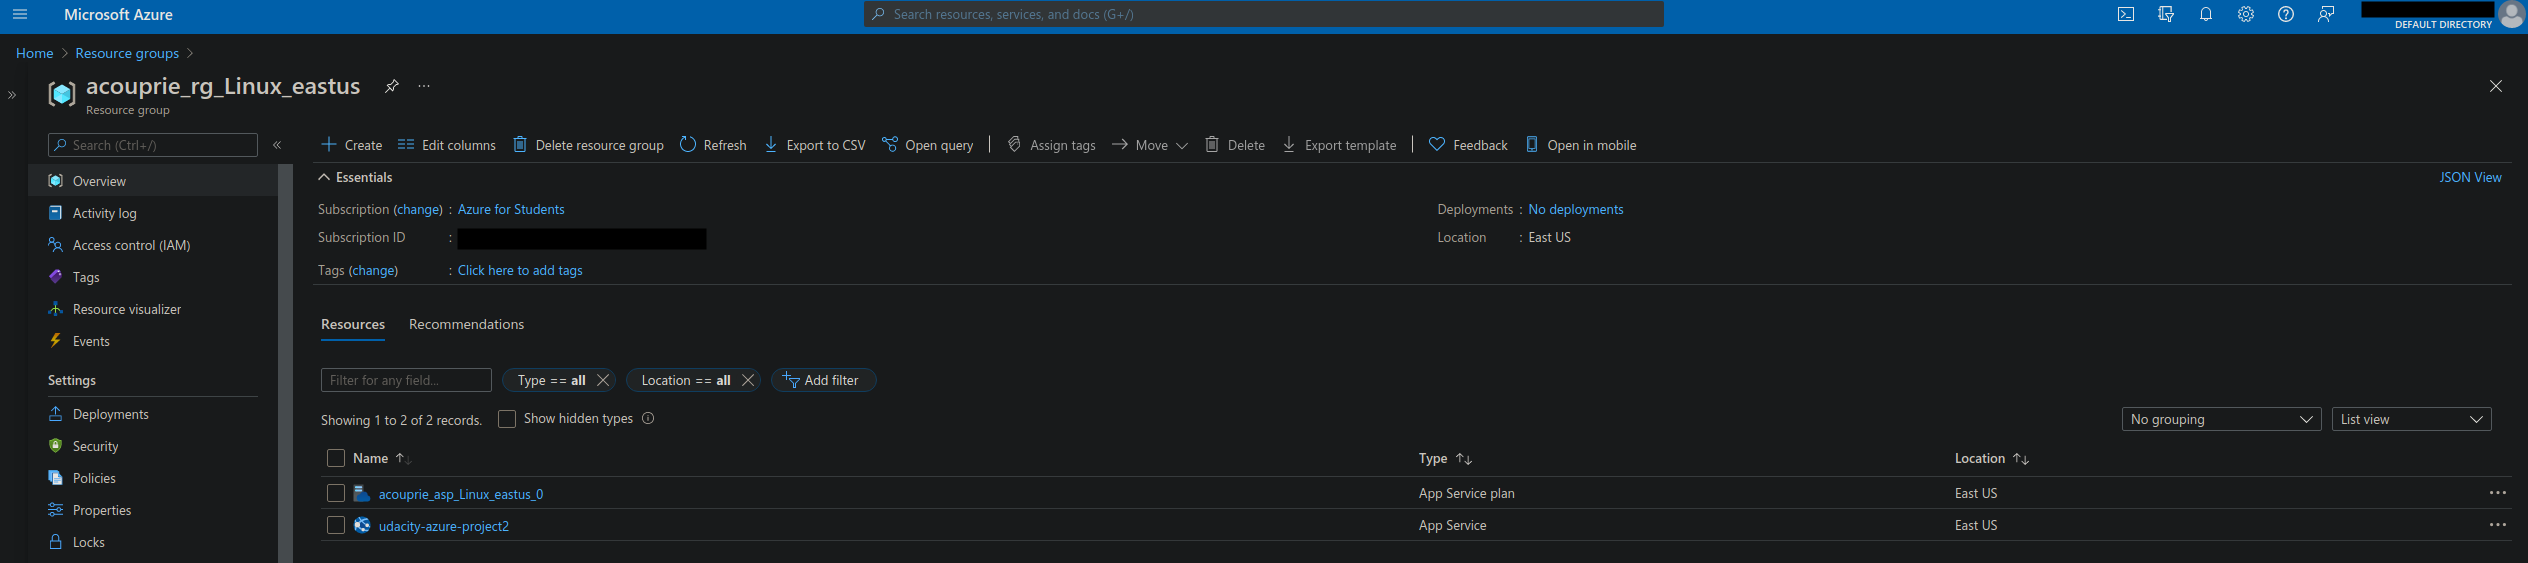 Microsoft Azure
Search resources, services, and docs (G+/)
DEFAULT DIRECTORY
Home > Resource groups >
acouprie_rg_Linux_eastus
Resource group
Search (Ctrl+/)
Create Edit columns Delete resource group Refresh Export to CSV Open query Assign tags Move Delete Export template Feedback Open in mobile
Overview
Activity log
Access control (IAM)
Tags
Resource visualizer
Events
Settings
Deployments
Security
Policies
Properties
Locks
Essentials
JSON View
Subscription (change) : Azure for Students
Deployments : No deployments
Subscription ID :
Location : East US
Tags (change) : Click here to add tags
Resources Recommendations
Filter for any field... Type == all Location == all Add filter
Showing 1 to 2 of 2 records. Show hidden types No grouping List view
Name Type Location
acouprie_asp_Linux_eastus_0 App Service plan East US
udacity-azure-project2 App Service East US